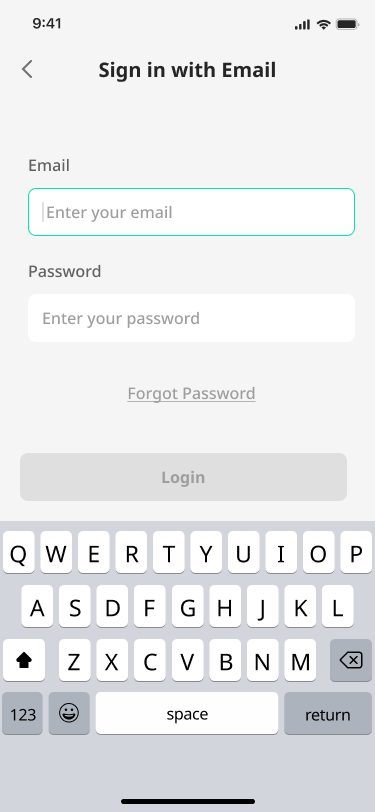 9:41
Sign in with Email
Email
Enter your email
Password
Enter your password
Forgot Password
Login
Q W E R T Y U I O P
A S D F G H J K L
Z X C V B N M
123 space return